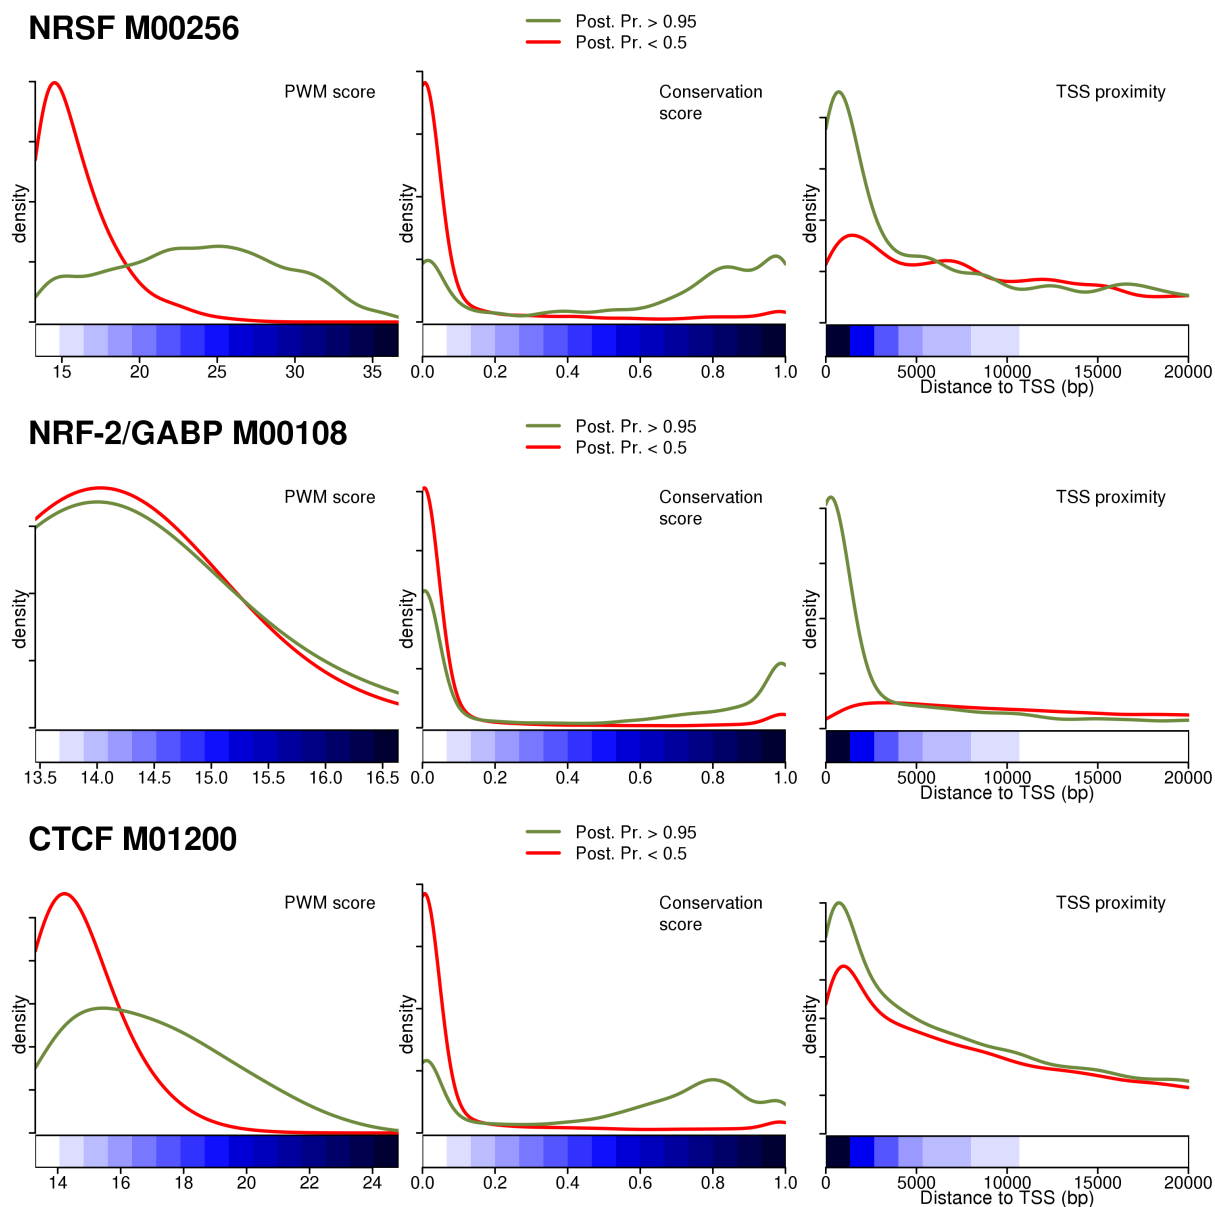 NRSF M00256
Post. Pr. > 0.95
Post. Pr. < 0.5
PWM score
Conservation
score
TSS proximity
density
density
density
15 20 25 30 35
0.0 0.2 0.4 0.6 0.8 1.0
0 5000 10000 15000 20000
Distance to TSS (bp)
NRF-2/GABP M00108
Post. Pr. > 0.95
Post. Pr. < 0.5
PWM score
Conservation
score
TSS proximity
density
density
density
13.5 14.0 14.5 15.0 15.5 16.0 16.5
0.0 0.2 0.4 0.6 0.8 1.0
0 5000 10000 15000 20000
Distance to TSS (bp)
CTCF M01200
Post. Pr. > 0.95
Post. Pr. < 0.5
PWM score
Conservation
score
TSS proximity
density
density
density
14 16 18 20 22 24
0.0 0.2 0.4 0.6 0.8 1.0
0 5000 10000 15000 20000
Distance to TSS (bp)